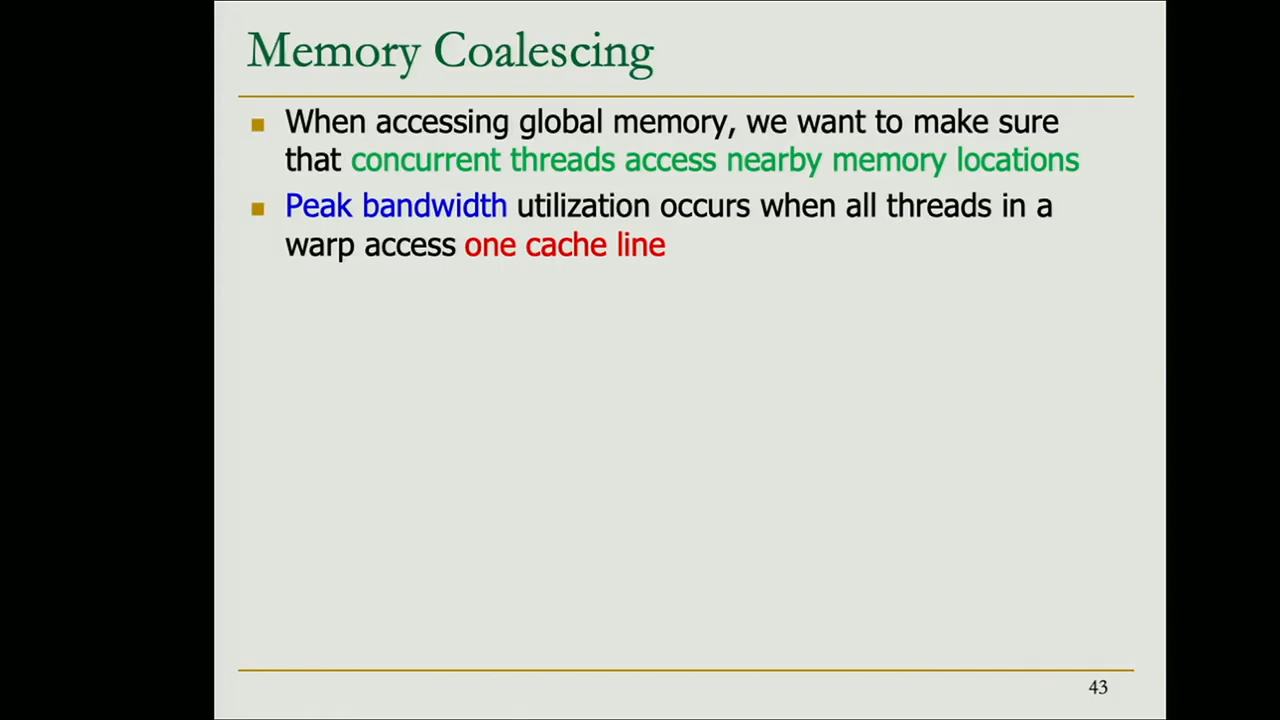 Memory Coalescing
When accessing global memory, we want to make sure
that concurrent threads access nearby memory locations
Peak bandwidth utilization occurs when all threads in a
warp access one cache line
43